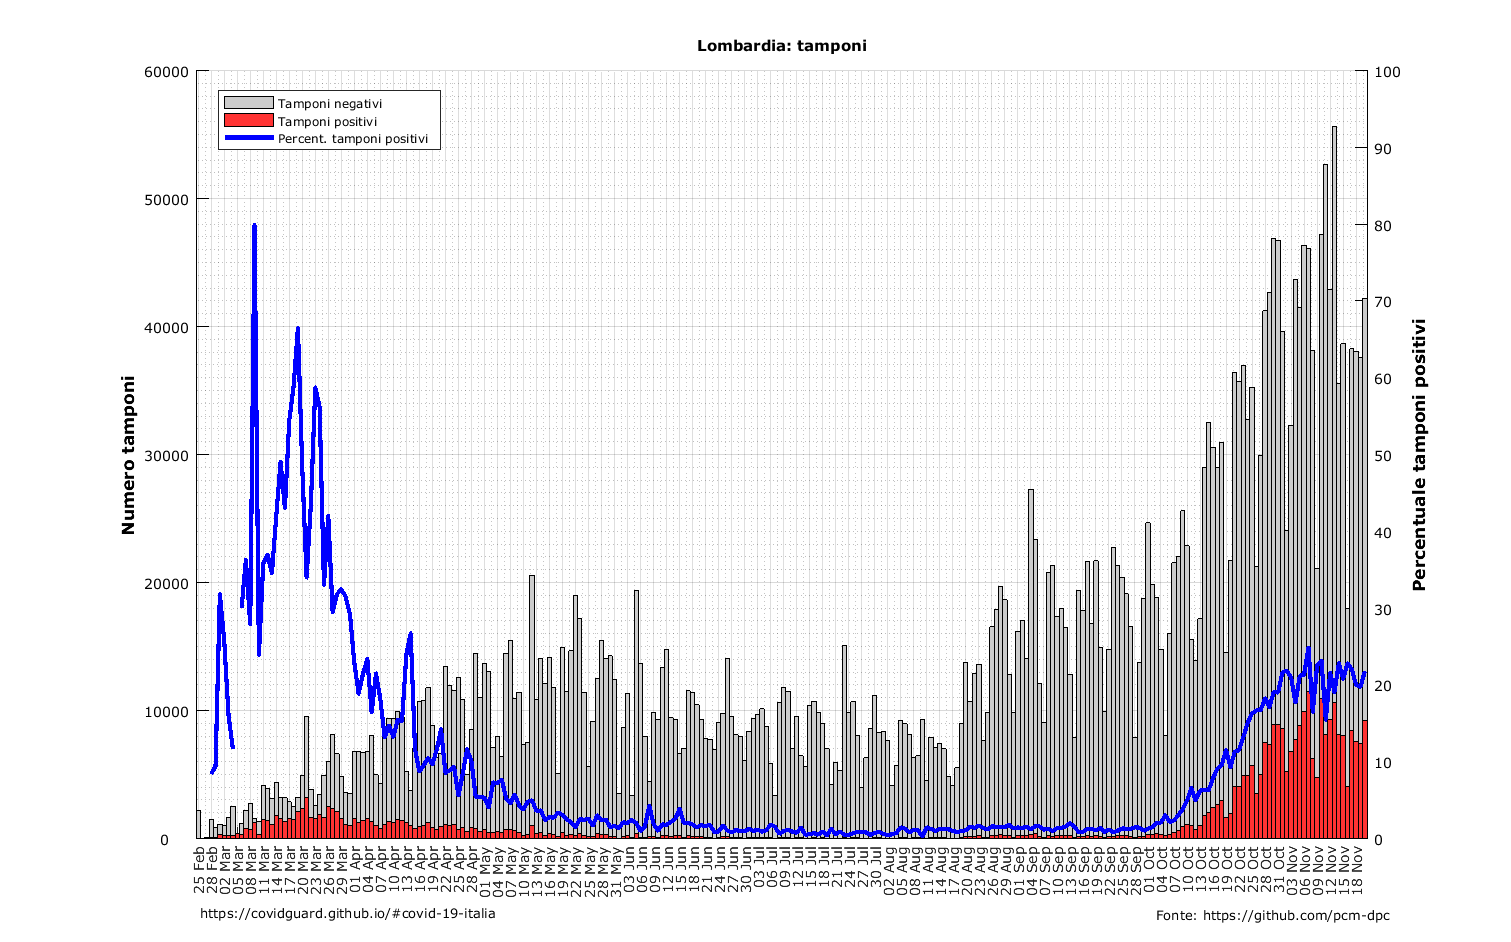 Lombardia: tamponi
60000
50000
40000
30000
20000
10000
0
Numero tamponi
Tamponi negativi
Tamponi positivi
Percent. tamponi positivi
100
90
80
70
60
50
40
30
20
10
0
Percentuale tamponi positivi
25 Feb
28 Feb
02 Mar
05 Mar
08 Mar
11 Mar
14 Mar
17 Mar
20 Mar
23 Mar
26 Mar
29 Mar
01 Apr
04 Apr
07 Apr
10 Apr
13 Apr
16 Apr
19 Apr
22 Apr
25 Apr
28 Apr
01 May
04 May
07 May
10 May
13 May
16 May
19 May
22 May
25 May
28 May
31 May
03 Jun
06 Jun
09 Jun
12 Jun
15 Jun
18 Jun
21 Jun
24 Jun
27 Jun
30 Jun
03 Jul
06 Jul
09 Jul
12 Jul
15 Jul
18 Jul
21 Jul
24 Jul
27 Jul
30 Jul
02 Aug
05 Aug
08 Aug
11 Aug
14 Aug
17 Aug
20 Aug
23 Aug
26 Aug
29 Aug
01 Sep
04 Sep
07 Sep
10 Sep
13 Sep
16 Sep
19 Sep
22 Sep
25 Sep
28 Sep
01 Oct
04 Oct
07 Oct
10 Oct
13 Oct
16 Oct
19 Oct
22 Oct
25 Oct
28 Oct
31 Oct
03 Nov
06 Nov
09 Nov
12 Nov
15 Nov
18 Nov
https://covidguard.github.io/#covid-19-italia
Fonte: https://github.com/pcm-dpc